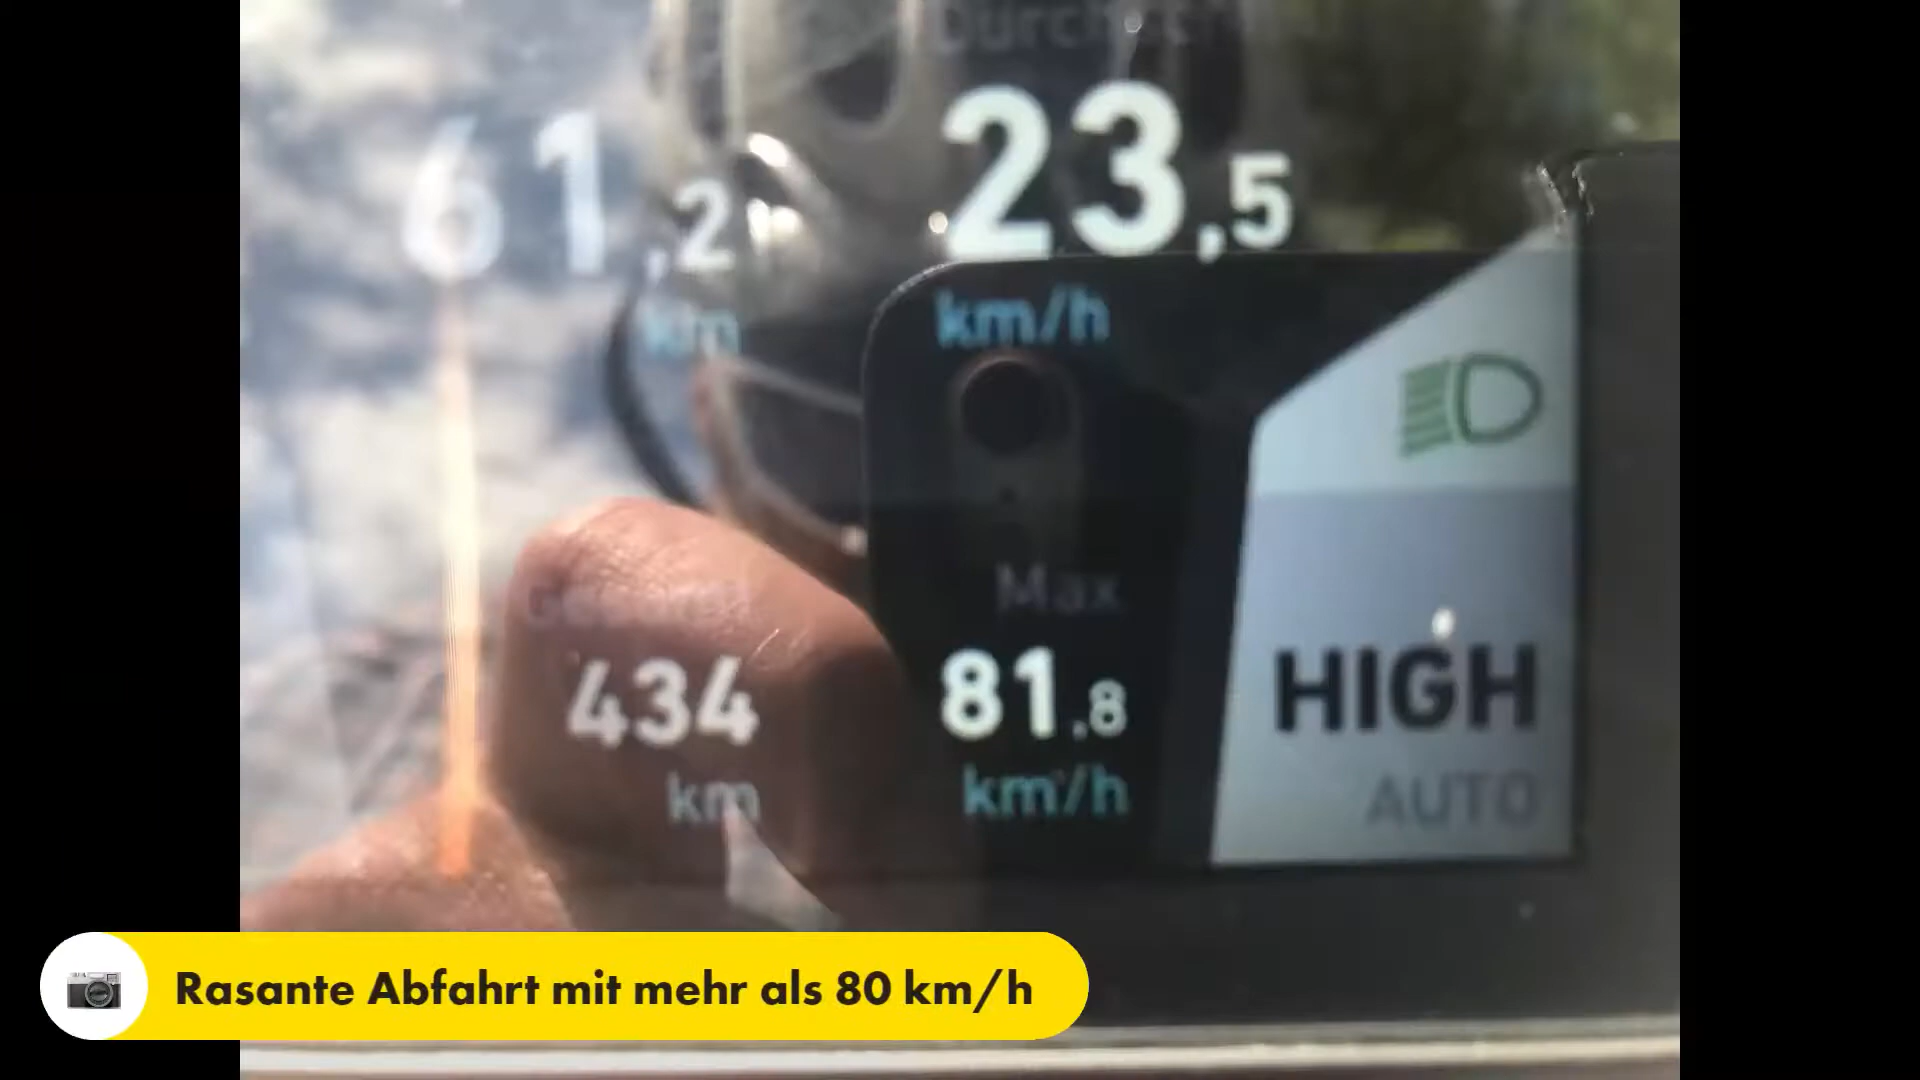 61,2
23,5
km
km/h
Max
434
81,8
km
km/h
HIGH
AUTO
Rasante Abfahrt mit mehr als 80 km/h